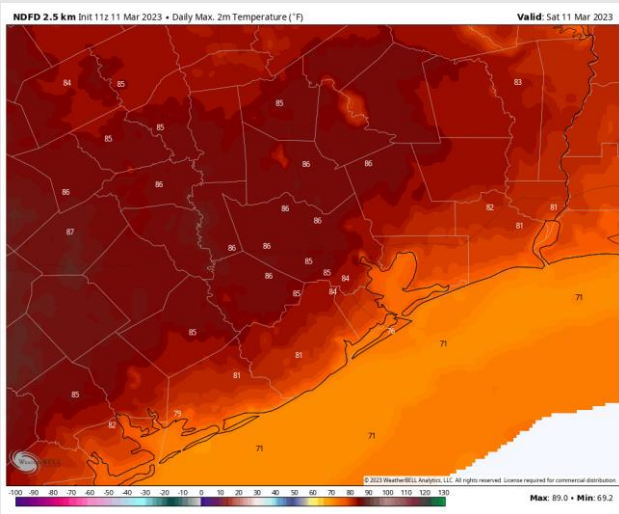 NDFD 2.5 km Init 11z 11 Mar 2023 • Daily Max. 2m Temperature (°F)
Valid: Sat 11 Mar 2023
84 85 83
85
85
85
86 86
86 86
86 82 81
86 81
87
86 86
85
86 85 84
85 84 71
76
71
85
81
81
85
79
82
71
71
WeatherBELL
© 2023 WeatherBELL Analytics, LLC. All rights reserved. License required for commercial distribution.
-100 -90 -80 -70 -60 -50 -40 -30 -20 -10 0 10 20 30 40 50 60 70 80 90 100 110 120 130
Max: 89.0 • Min: 69.2